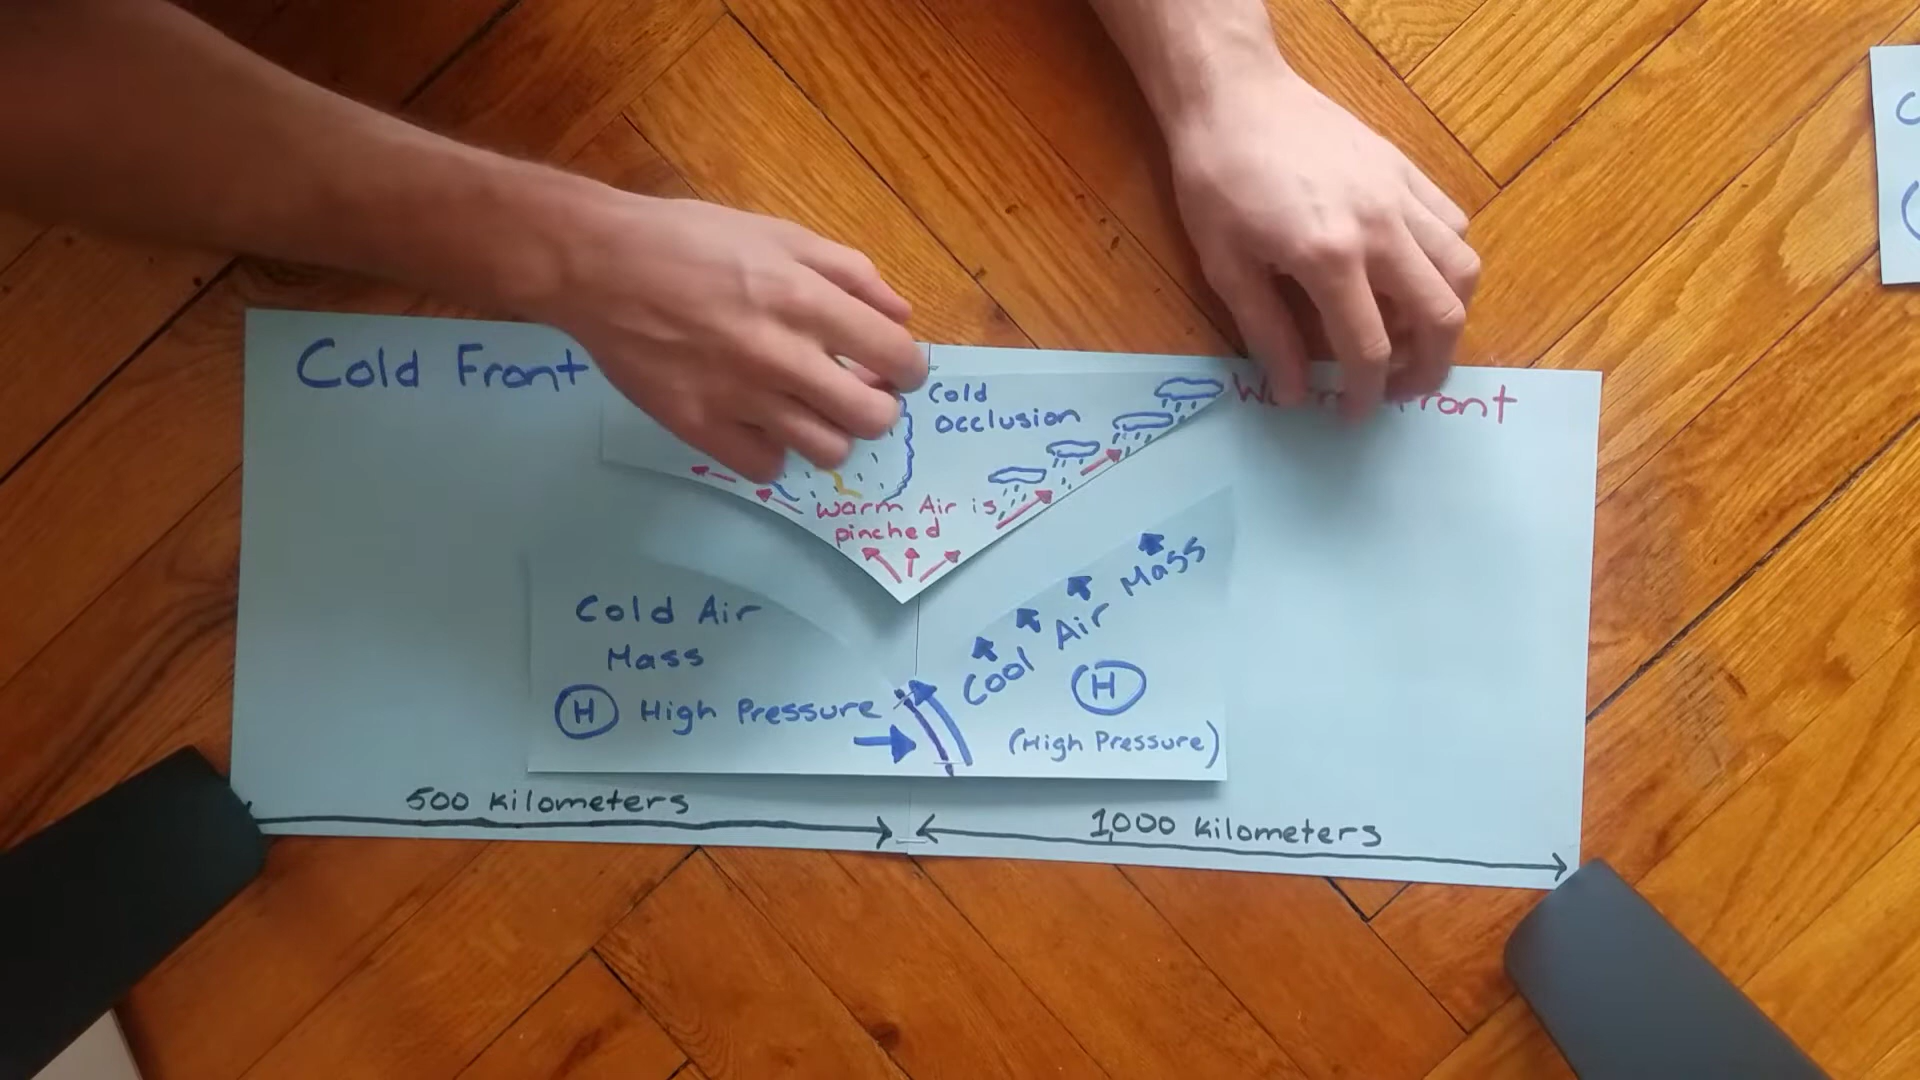 Cold Front
Cold
Occlusion
Front
Warm Air is
pinched
Cold Air
Mass
H High Pressure
Cool Air Mass
H
(High Pressure)
500 kilometers
1,000 kilometers